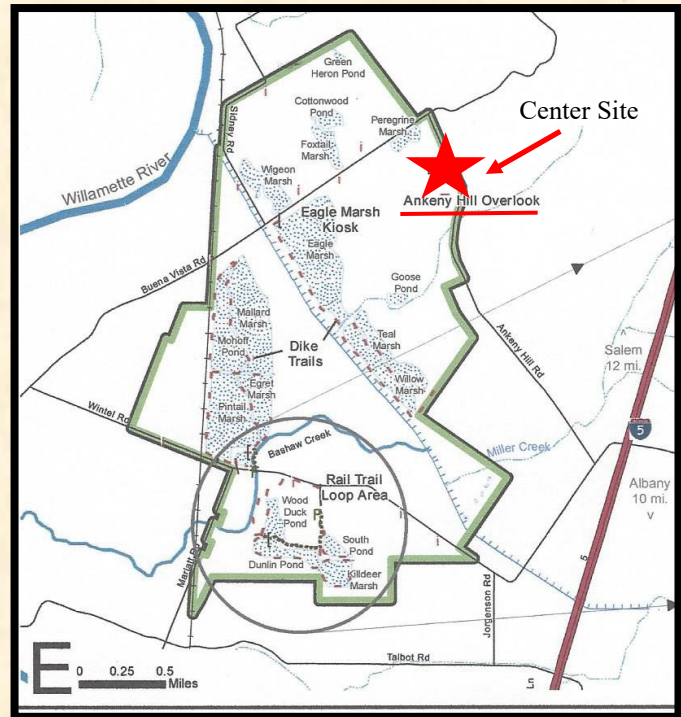 Green
Heron Pond
Cottonwood
Pond
Foxtail
Marsh
Peregrine
Marsh
Center Site
Sidney Rd
Wigeon
Marsh
Willamette River
Ankeny Hill Overlook
Eagle Marsh
Kiosk
Eagle
Marsh
Buena Vista Rd
Goose
Pond
Mallard
Marsh
Mohoff
Pond
Dike
Trails
Teal
Marsh
Ankeny Hill Rd
Salem
12 mi.
Egret
Marsh
Pintail
Marsh
Willow
Marsh
Wintel Rd
5
Bashaw Creek
Miller Creek
Rail Trail
Loop Area
Albany
10 mi.
v
Wood
Duck
Pond
P
South
Pond
Dunlin Pond
Killdeer
Marsh
Marlatt Rd
Jorgenson Rd
5
Talbot Rd
E
0 0.25 0.5
Miles